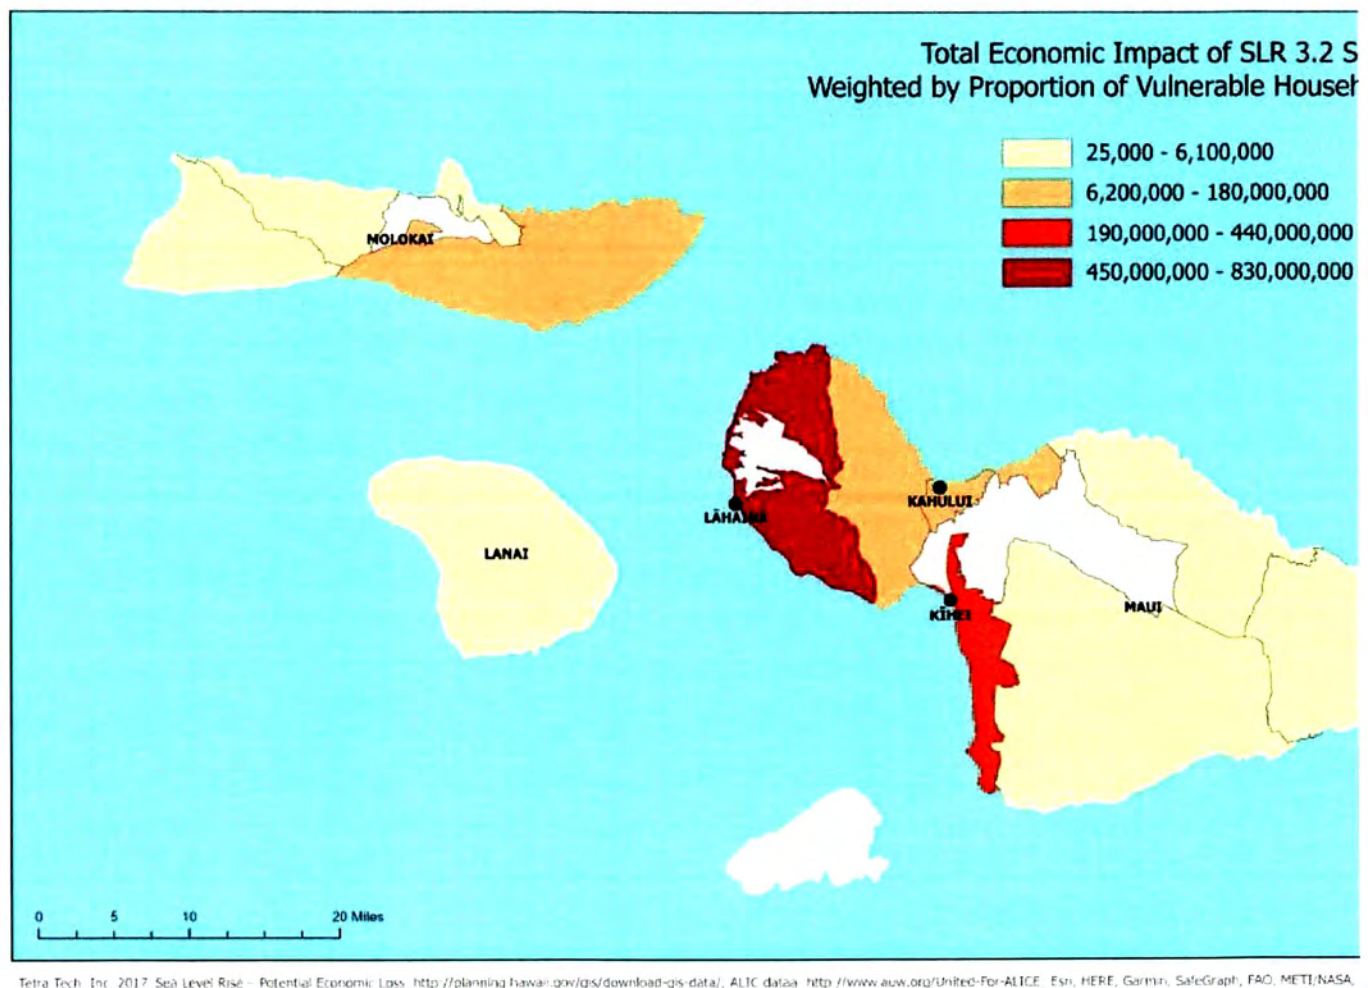 Total Economic Impact of SLR 3.2 S
Weighted by Proportion of Vulnerable Househ
25,000 - 6,100,000
6,200,000 - 180,000,000
190,000,000 - 440,000,000
450,000,000 - 830,000,000
MOLOKAI
KAHULUI
LĀHAINA
LANAI
MAUI
KĪHEI
0 5 10 20 Miles
Tetra Tech, Inc. 2017. Sea Level Rise – Potential Economic Loss. http://planning.hawaii.gov/gis/download-gis-data/; ALIC dataa: http://www.auw.org/United-For-ALICE; Esri, HERE, Garmin, SafeGraph, FAO, METI/NASA,